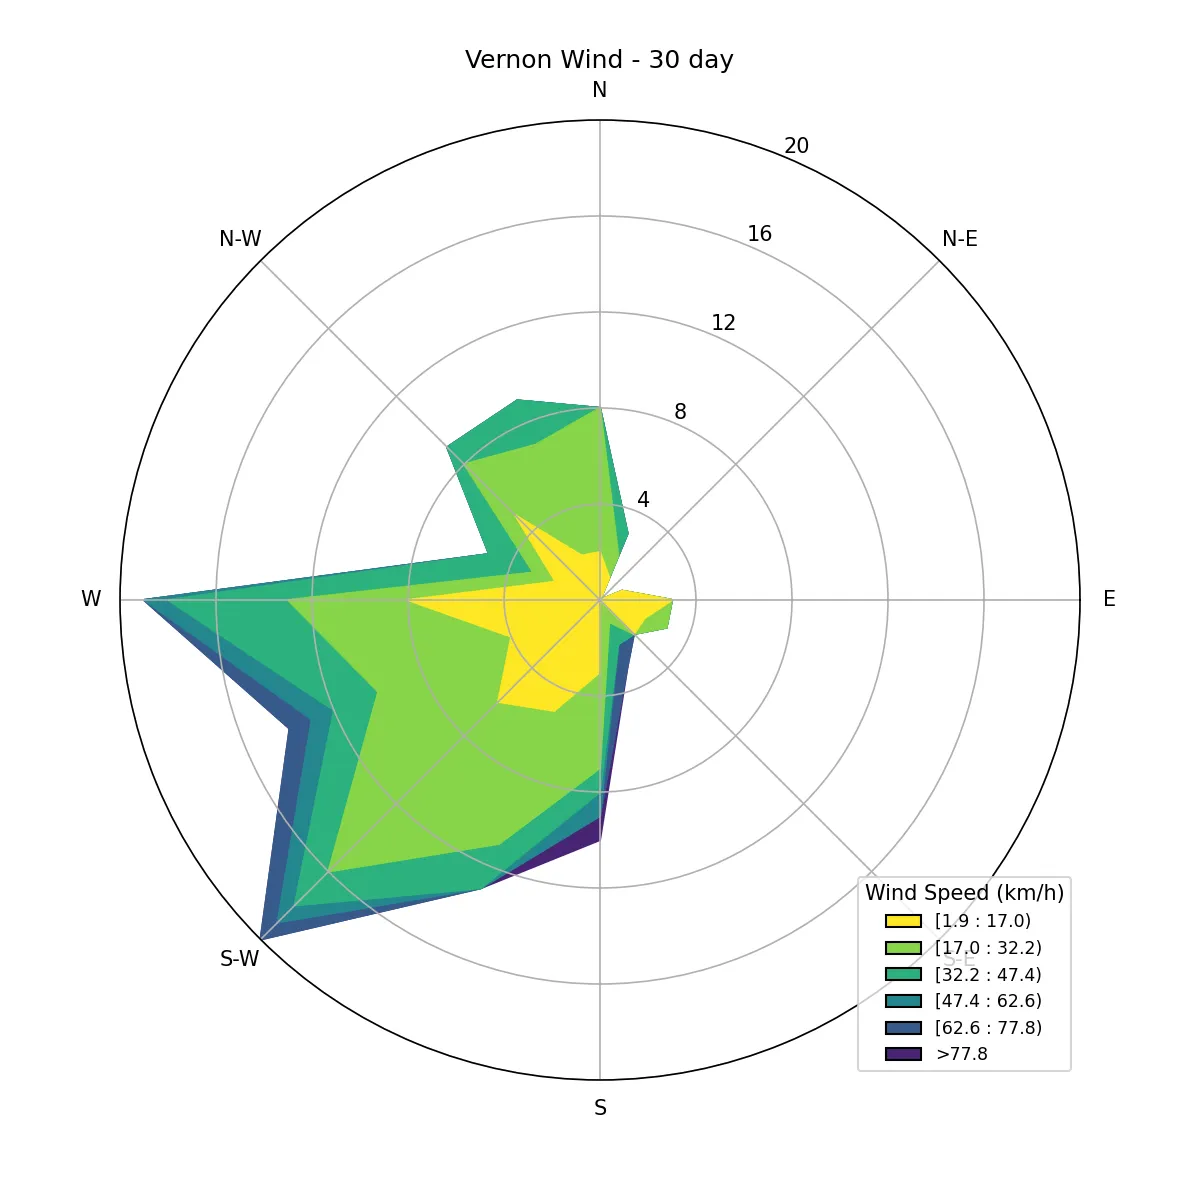 Vernon Wind - 30 day
N
20
N-W
N-E
16
12
8
4
W
E
S-W
S-E
S
Wind Speed (km/h)
[1.9 : 17.0)
[17.0 : 32.2)
[32.2 : 47.4)
[47.4 : 62.6)
[62.6 : 77.8)
>77.8